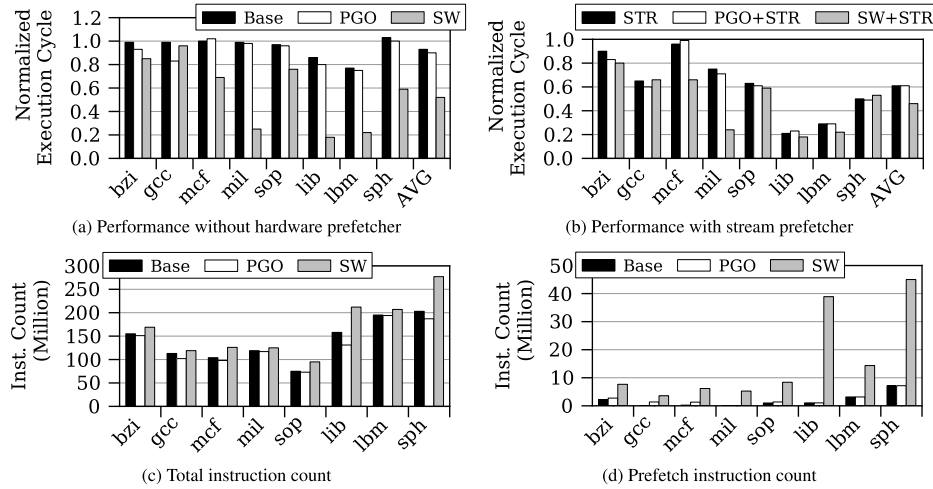 Base PGO SW
Normalized
Execution Cycle
1.2
1.0
0.8
0.6
0.4
0.2
0.0
bzi gcc mcf mil sop lib lbm sph AVG
(a) Performance without hardware prefetcher
STR PGO+STR SW+STR
Normalized
Execution Cycle
1.0
0.8
0.6
0.4
0.2
0.0
bzi gcc mcf mil sop lib lbm sph AVG
(b) Performance with stream prefetcher
Base PGO SW
Inst. Count
(Million)
300
250
200
150
100
50
0
bzi gcc mcf mil sop lib lbm sph
(c) Total instruction count
Base PGO SW
Inst. Count
(Million)
50
40
30
20
10
0
bzi gcc mcf mil sop lib lbm sph
(d) Prefetch instruction count